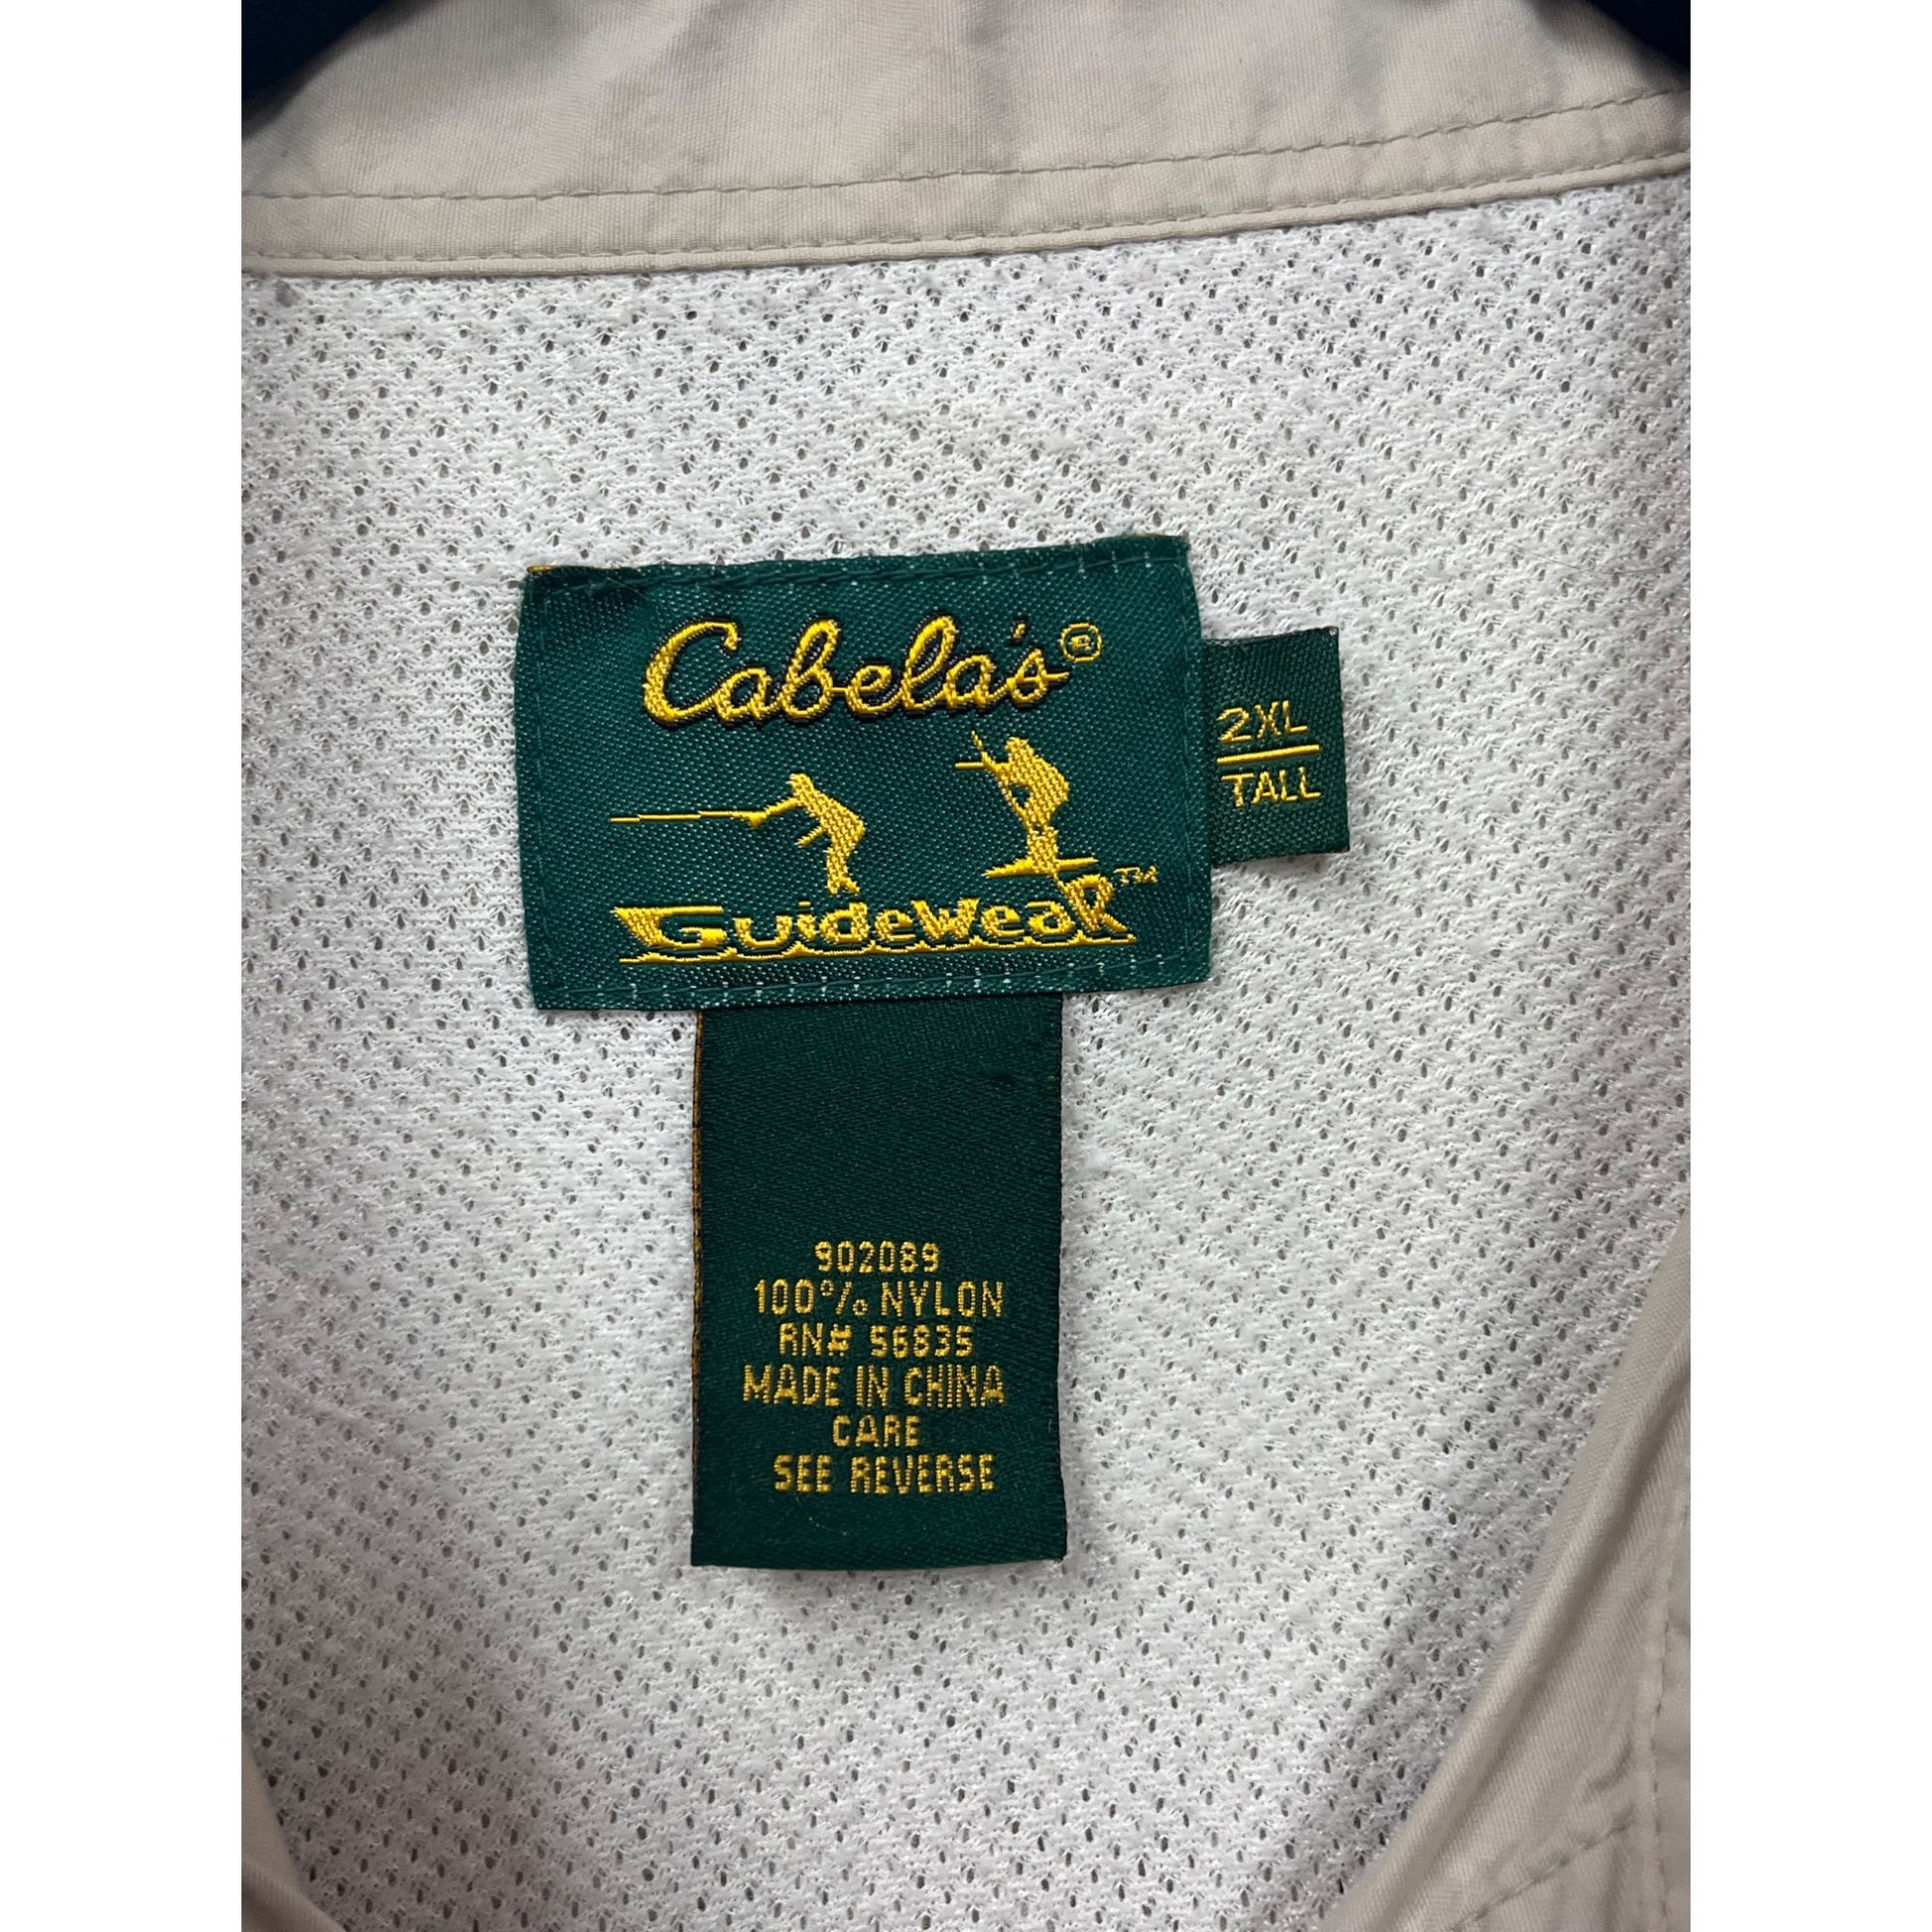 Cabela's®
2XL
TALL
GuideWear™
902089
100% NYLON
RN# 56835
MADE IN CHINA
CARE
SEE REVERSE